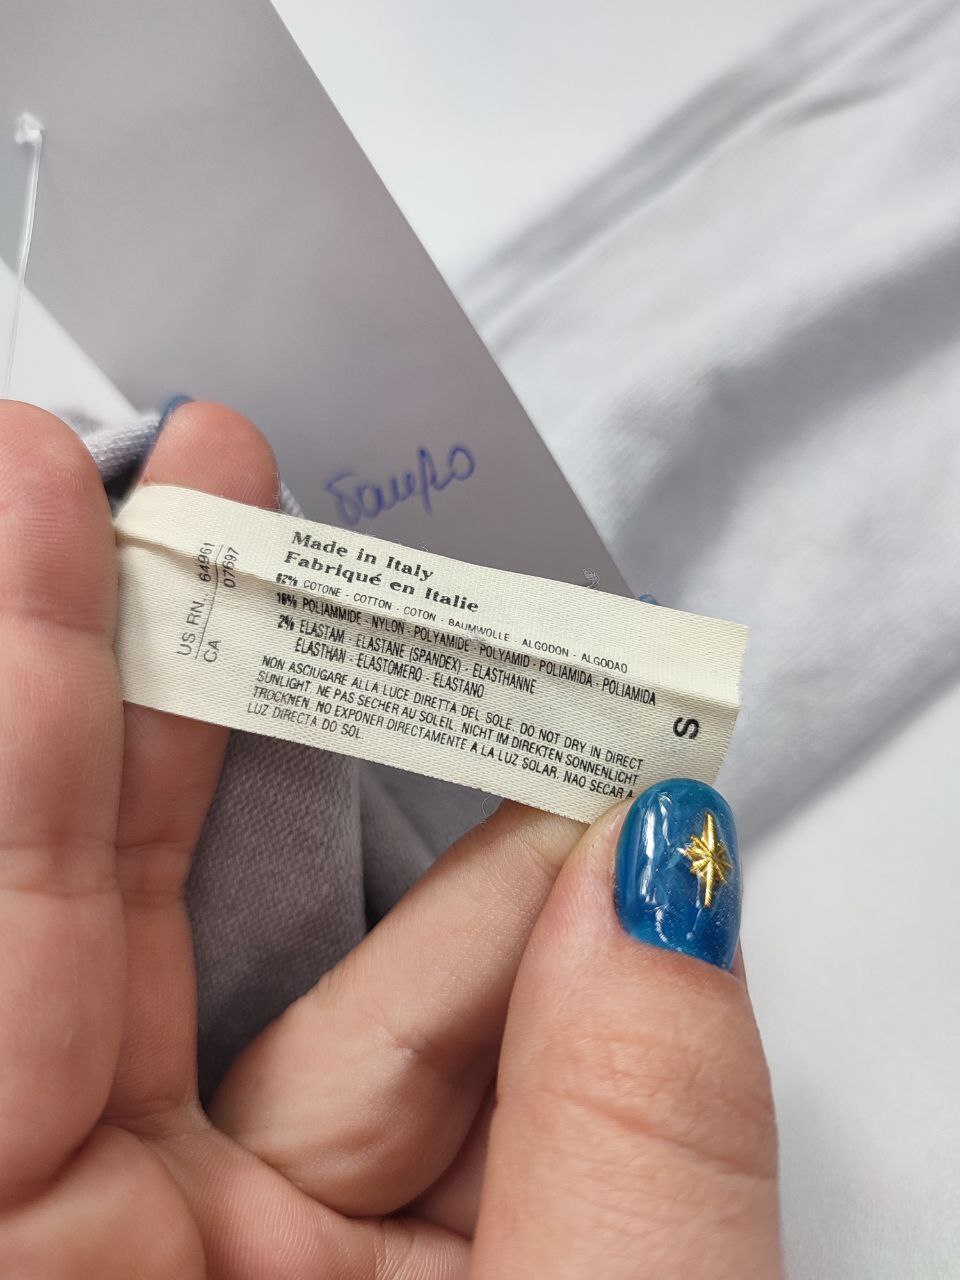 Made in Italy
Fabriqué en Italie
82% COTONE - COTTON - COTON - BAUMWOLLE - ALGODON - ALGODAO
16% POLIAMMIDE - NYLON - POLYAMIDE - POLYAMID - POLIAMIDA - POLIAMIDA
2% ELASTAM - ELASTANE (SPANDEX) - ELASTHANNE
ELASTHAN - ELASTOMERO - ELASTANO
NON ASCIUGARE ALLA LUCE DIRETTA DEL SOLE. DO NOT DRY IN DIRECT
SUNLIGHT. NE PAS SECHER AU SOLEIL. NICHT IM DIREKTEN SONNENLICHT
TROCKNEN. NO EXPONER DIRECTAMENTE A LA LUZ SOLAR. NAO SECAR A
LUZ DIRECTA DO SOL
S
US RN. 64961
CA 07697